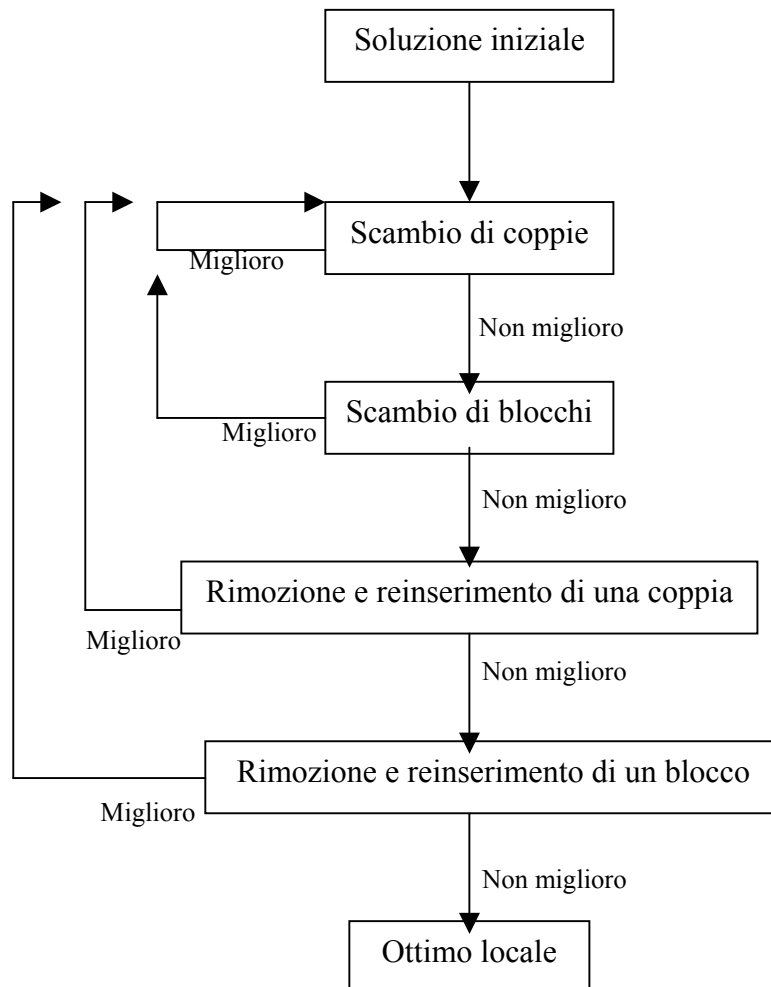 Soluzione iniziale
Scambio di coppie
Miglioro
Non miglioro
Scambio di blocchi
Miglioro
Non miglioro
Rimozione e reinserimento di una coppia
Miglioro
Non miglioro
Rimozione e reinserimento di un blocco
Miglioro
Non miglioro
Ottimo locale